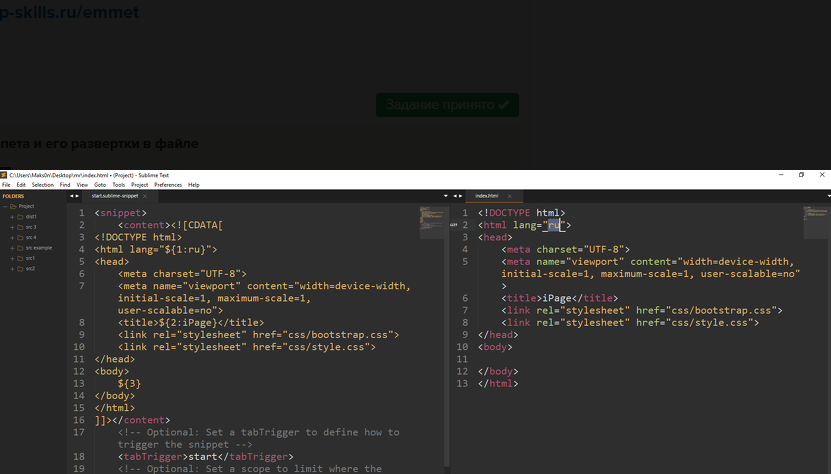 p-skills.ru/emmet
Задание принято ✔
пета и его развертки в файле
C:\Users\Maks0n\Desktop\mr\index.html • (Project) - Sublime Text
File Edit Selection Find View Goto Tools Project Preferences Help
FOLDERS
Project
dist1
src 3
src 4
src example
src1
src2
start.sublime-snippet
1 <snippet>
2 <content><![CDATA[
3 <!DOCTYPE html>
4 <html lang="${1:ru}">
5 <head>
6 <meta charset="UTF-8">
7 <meta name="viewport" content="width=device-width,
initial-scale=1, maximum-scale=1,
user-scalable=no">
8 <title>${2:iPage}</title>
9 <link rel="stylesheet" href="css/bootstrap.css">
10 <link rel="stylesheet" href="css/style.css">
11 </head>
12 <body>
13 ${3}
14 </body>
15 </html>
16 ]]></content>
17 <!-- Optional: Set a tabTrigger to define how to
trigger the snippet -->
18 <tabTrigger>start</tabTrigger>
19 <!-- Optional: Set a scope to limit where the
index.html
1 <!DOCTYPE html>
2 <html lang="ru">
3 <head>
4 <meta charset="UTF-8">
5 <meta name="viewport" content="width=device-width,
initial-scale=1, maximum-scale=1, user-scalable=no"
>
6 <title>iPage</title>
7 <link rel="stylesheet" href="css/bootstrap.css">
8 <link rel="stylesheet" href="css/style.css">
9 </head>
10 <body>
11
12 </body>
13 </html>